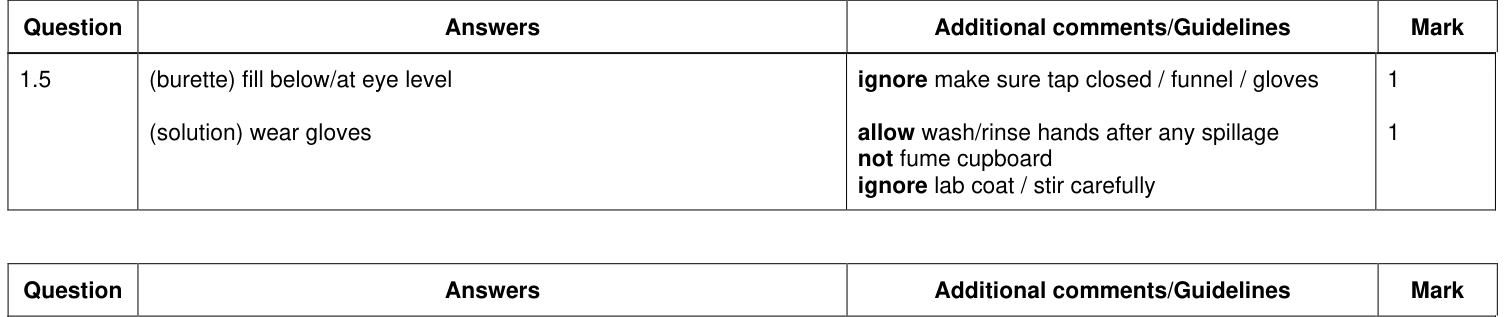 Question Answers Additional comments/Guidelines Mark
1.5 (burette) fill below/at eye level ignore make sure tap closed / funnel / gloves 1
(solution) wear gloves allow wash/rinse hands after any spillage 1
not fume cupboard
ignore lab coat / stir carefully
Question Answers Additional comments/Guidelines Mark